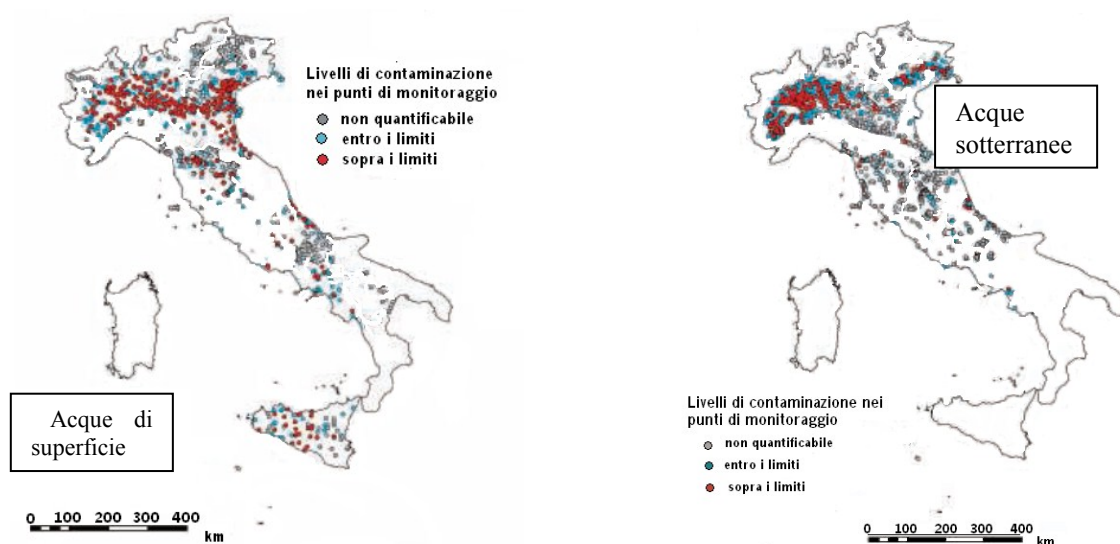 Livelli di contaminazione
nei punti di monitoraggio
non quantificabile
entro i limiti
sopra i limiti
Acque di
superficie
0 100 200 300 400
km
Acque
sotterranee
Livelli di contaminazione nei
punti di monitoraggio
non quantificabile
entro i limiti
sopra i limiti
0 100 200 300 400
km